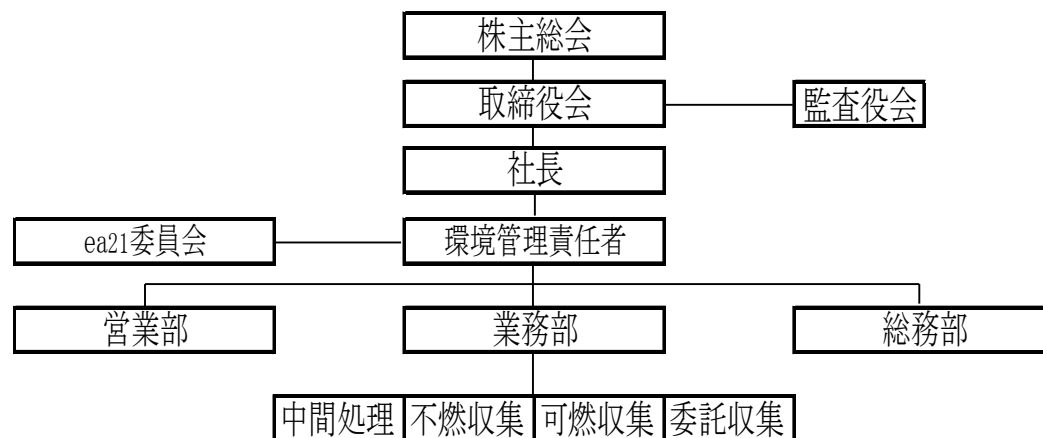 株主総会
取締役会 監査役会
社長
ea21委員会 環境管理責任者
営業部 業務部 総務部
中間処理 不燃収集 可燃収集 委託収集